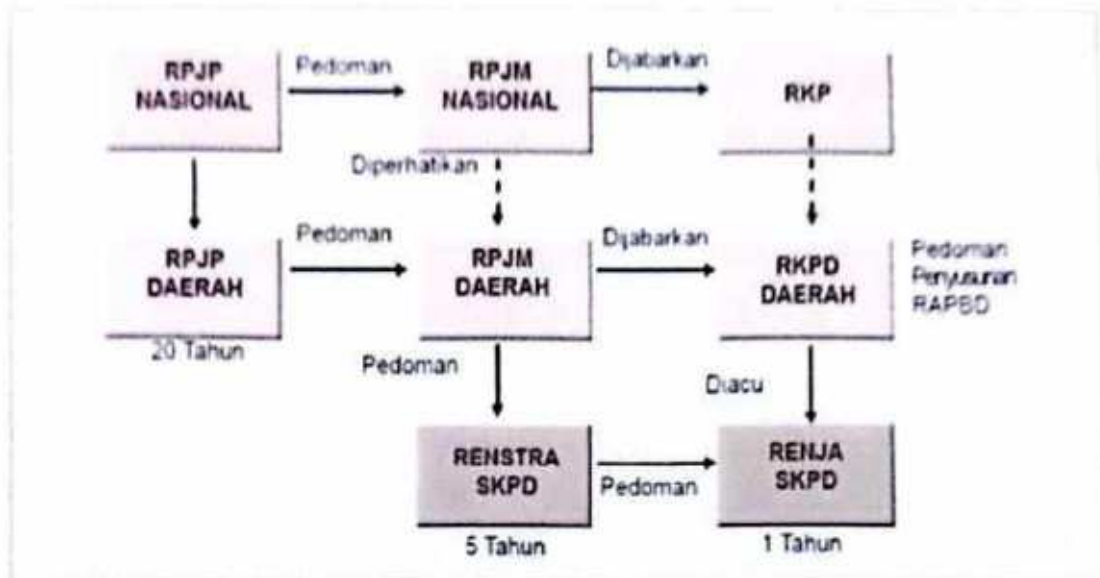 RPJP
NASIONAL
Pedoman
RPJM
NASIONAL
Dijabarkan
RKP
Diperhatikan
RPJP
DAERAH
Pedoman
RPJM
DAERAH
Dijabarkan
RKPD
DAERAH
Pedoman
Penyusunan
RAPBD
20 Tahun
Pedoman
Diacu
RENSTRA
SKPD
Pedoman
RENJA
SKPD
5 Tahun
1 Tahun